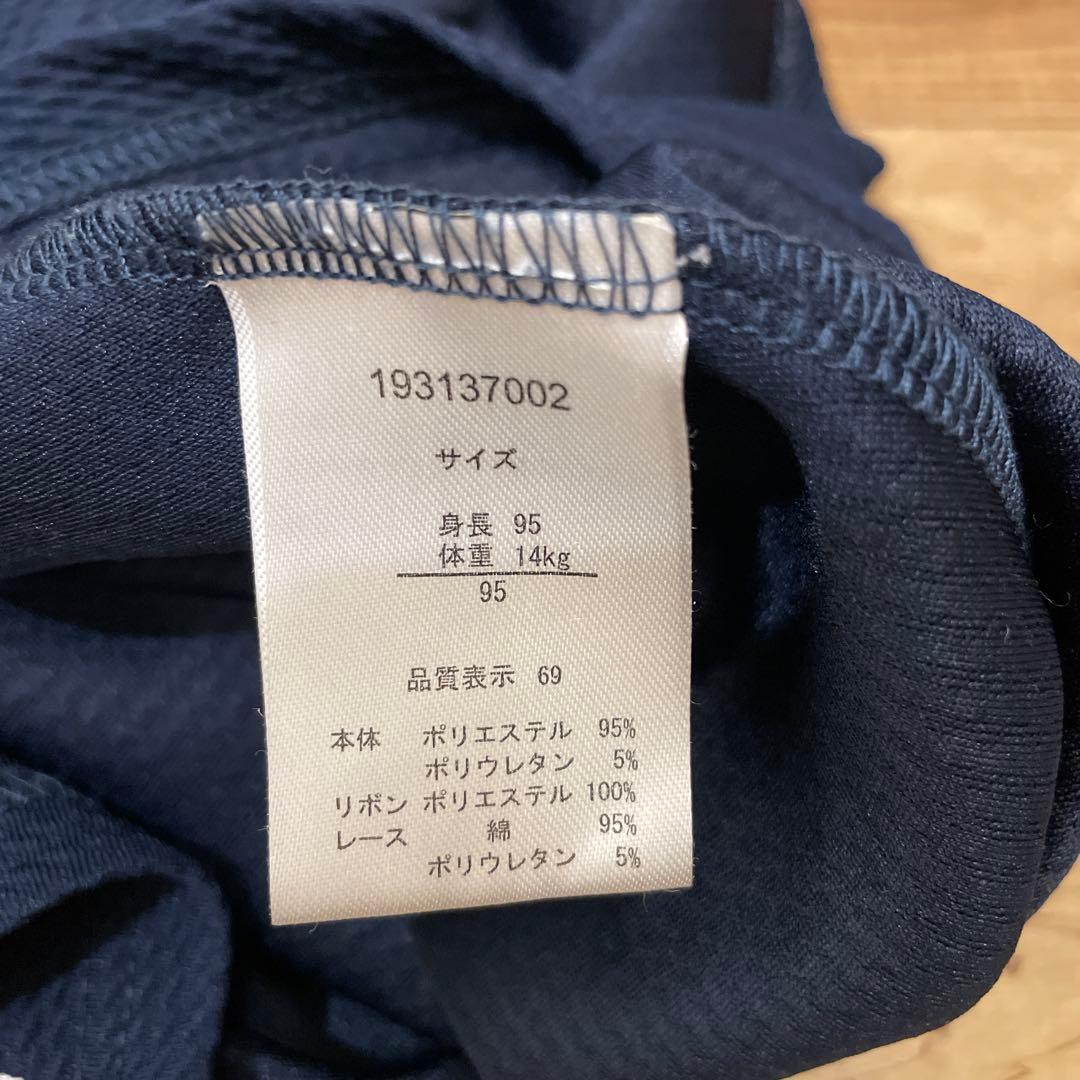 193137002
サイズ
身長 95
体重 14kg
95
品質表示 69
本体 ポリエステル 95%
ポリウレタン 5%
リボン ポリエステル 100%
レース 綿 95%
ポリウレタン 5%